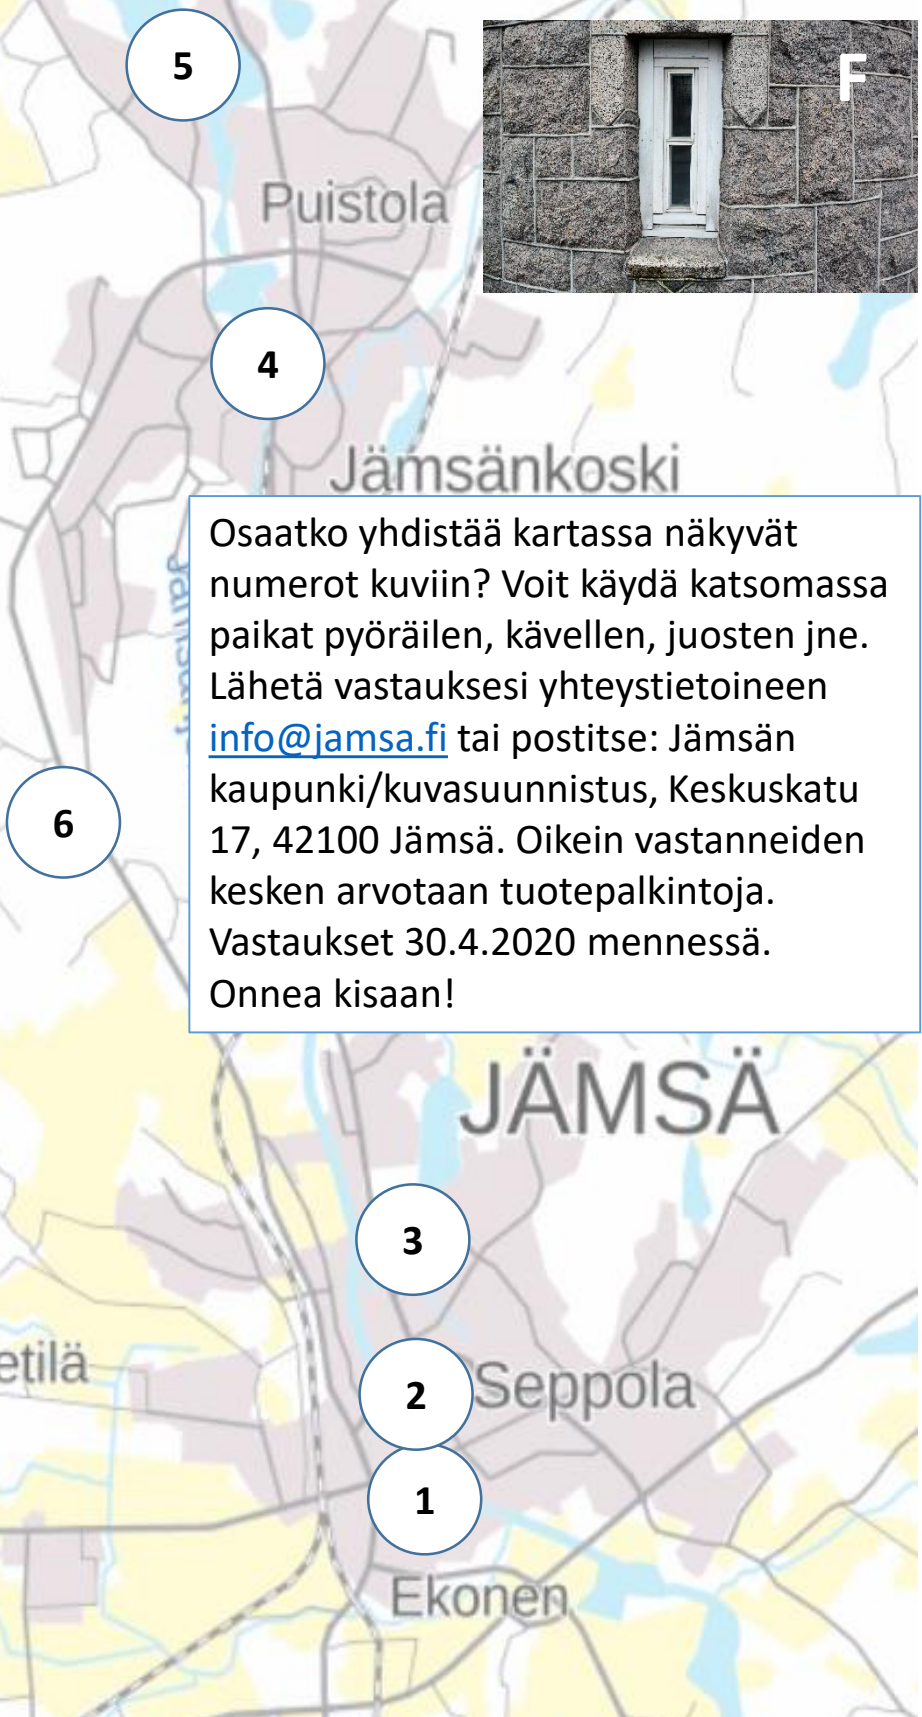 5
F
Puistola
4
Jämsänkoski
Osaatko yhdistää kartassa näkyvät
numerot kuviin? Voit käydä katsomassa
paikat pyöräilen, kävellen, juosten jne.
Lähetä vastauksesi yhteystietoineen
info@jamsa.fi tai postitse: Jämsän
kaupunki/kuvasuunnistus, Keskuskatu
17, 42100 Jämsä. Oikein vastanneiden
kesken arvotaan tuotepalkintoja.
Vastaukset 30.4.2020 mennessä.
Onnea kisaan!
6
JÄMSÄ
3
etilä
2
Seppola
1
Ekonen